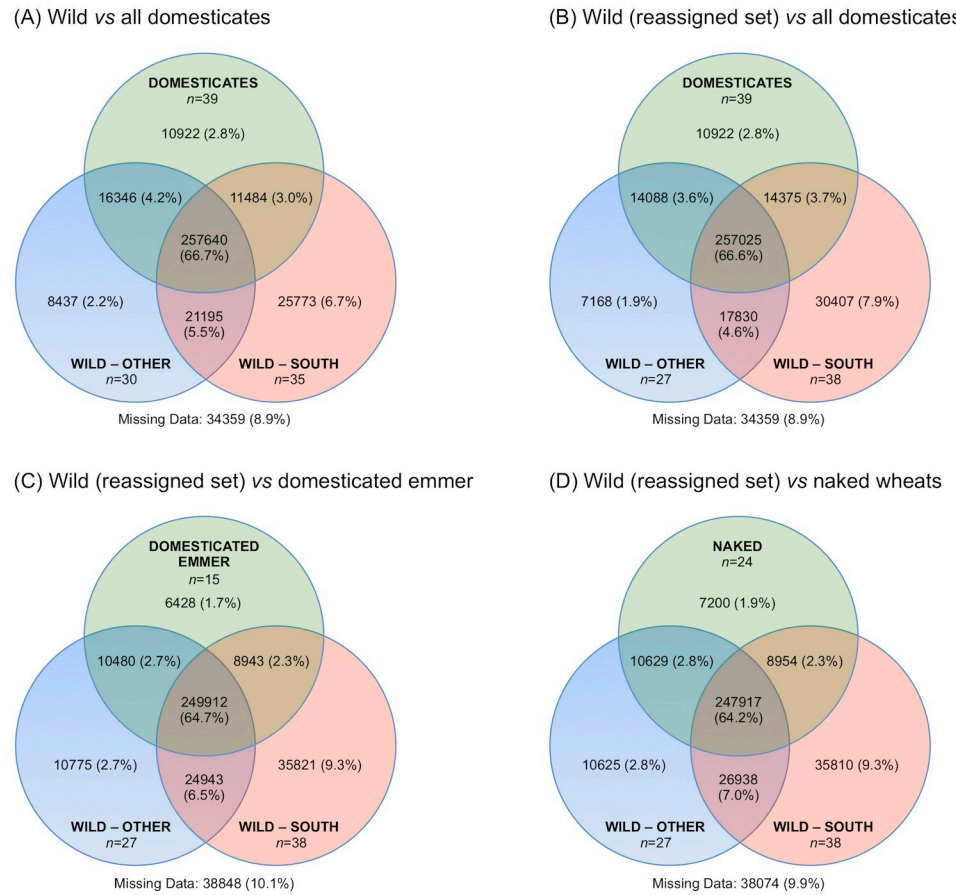 (A) Wild vs all domesticates
DOMESTICATES
n=39
10922 (2.8%)
16346 (4.2%)
11484 (3.0%)
257640
(66.7%)
8437 (2.2%)
25773 (6.7%)
21195
(5.5%)
WILD – OTHER
n=30
WILD – SOUTH
n=35
Missing Data: 34359 (8.9%)
(B) Wild (reassigned set) vs all domesticates
DOMESTICATES
n=39
10922 (2.8%)
14088 (3.6%)
14375 (3.7%)
257025
(66.6%)
7168 (1.9%)
30407 (7.9%)
17830
(4.6%)
WILD – OTHER
n=27
WILD – SOUTH
n=38
Missing Data: 34359 (8.9%)
(C) Wild (reassigned set) vs domesticated emmer
DOMESTICATED
EMMER
n=15
6428 (1.7%)
10480 (2.7%)
8943 (2.3%)
249912
(64.7%)
10775 (2.7%)
35821 (9.3%)
24943
(6.5%)
WILD – OTHER
n=27
WILD – SOUTH
n=38
Missing Data: 38848 (10.1%)
(D) Wild (reassigned set) vs naked wheats
NAKED
n=24
7200 (1.9%)
10629 (2.8%)
8954 (2.3%)
247917
(64.2%)
10625 (2.8%)
35810 (9.3%)
26938
(7.0%)
WILD – OTHER
n=27
WILD – SOUTH
n=38
Missing Data: 38074 (9.9%)